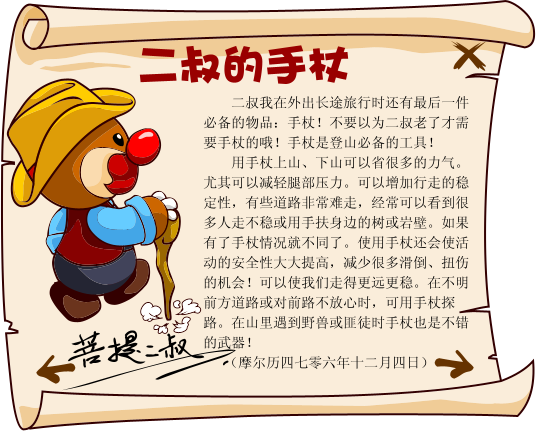 二叔的手杖
二叔我在外出长途旅行时还有最后一件
必备的物品：手杖！不要以为二叔老了才需
要手杖的哦！手杖是登山必备的工具！
用手杖上山、下山可以省很多的力气。
尤其可以减轻腿部压力。可以增加行走的稳
定性，有些道路非常难走，经常可以看到很
多人走不稳或用手扶身边的树或岩壁。如果
有了手杖情况就不同了。使用手杖还会使活
动的安全性大大提高，减少很多滑倒、扭伤
的机会！可以使我们走得更远更稳。在不明
前方道路或对前路不放心时，可用手杖探
路。在山里遇到野兽或匪徒时手杖也是不错
的武器！
（摩尔历四七零六年十二月四日）
菩提二叔